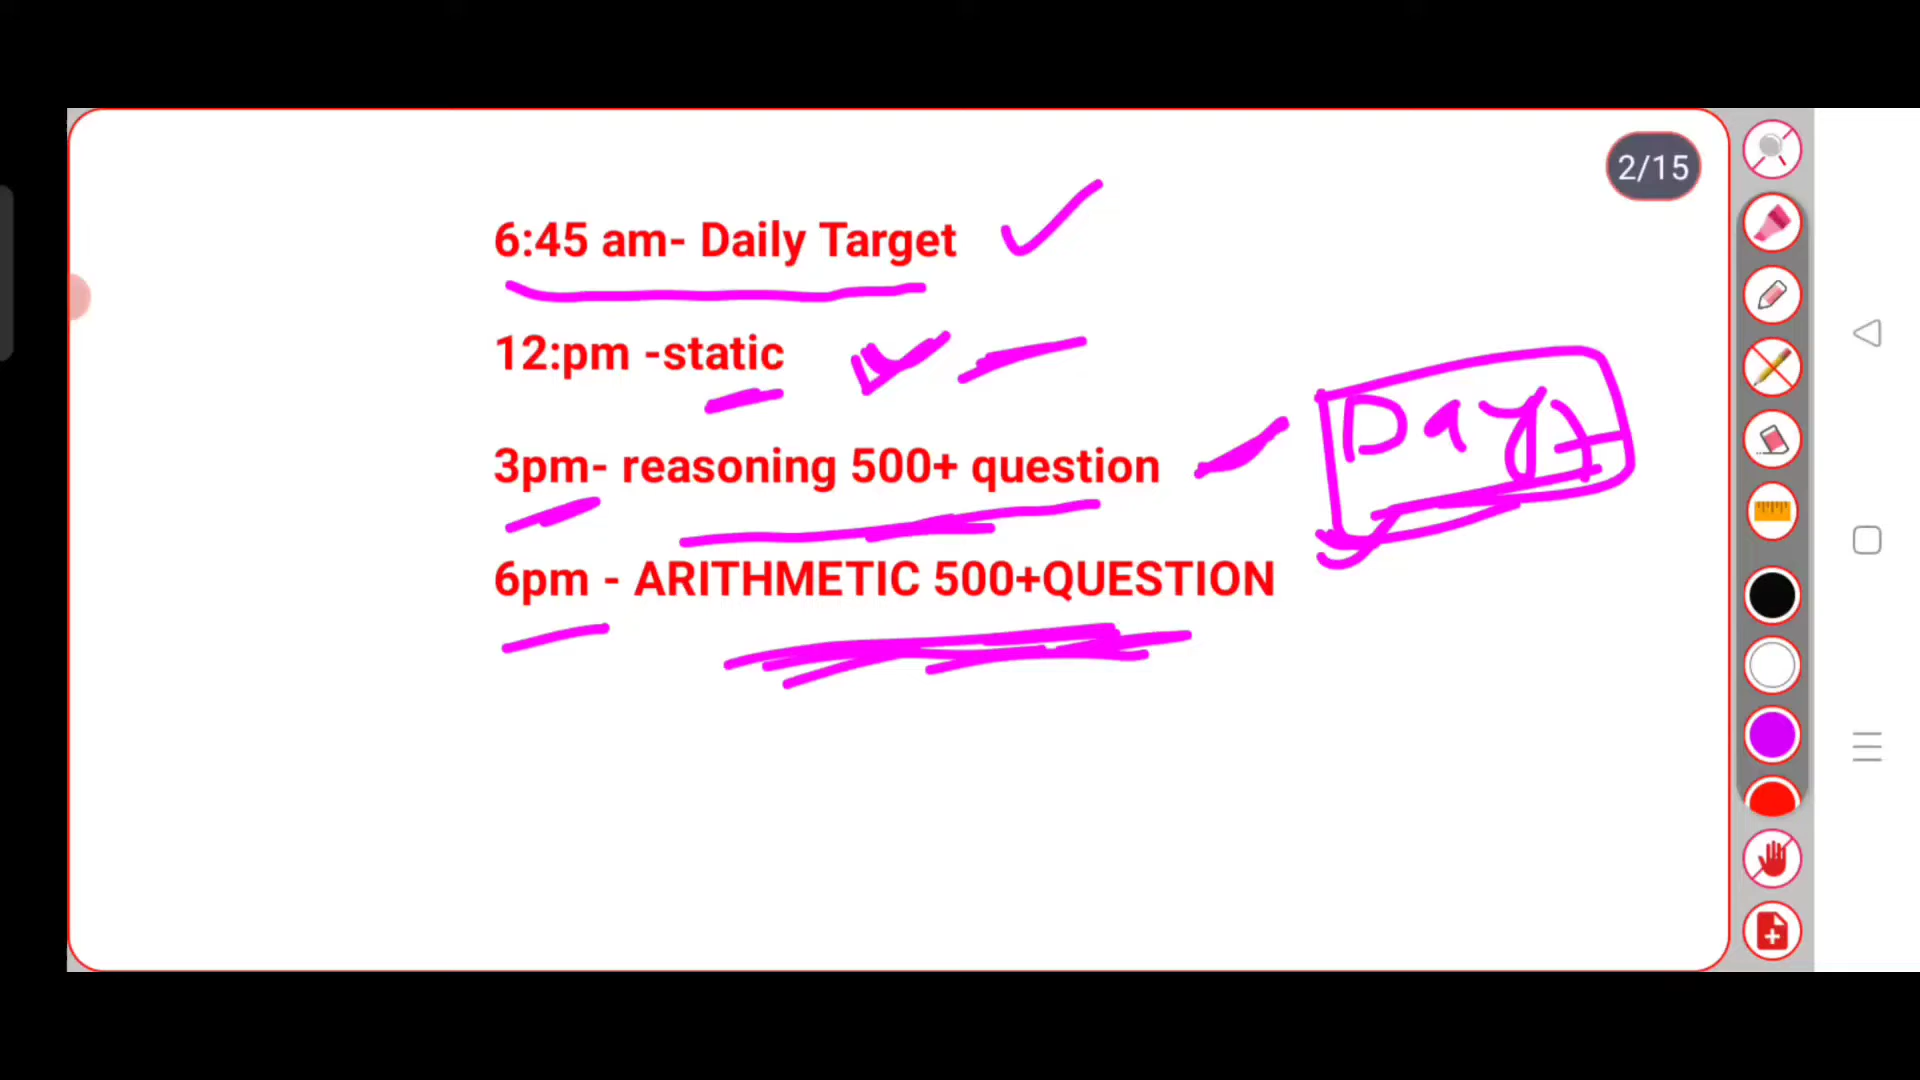 2/15
6:45 am- Daily Target
12:pm -static
3pm- reasoning 500+ question
Day
6pm - ARITHMETIC 500+QUESTION